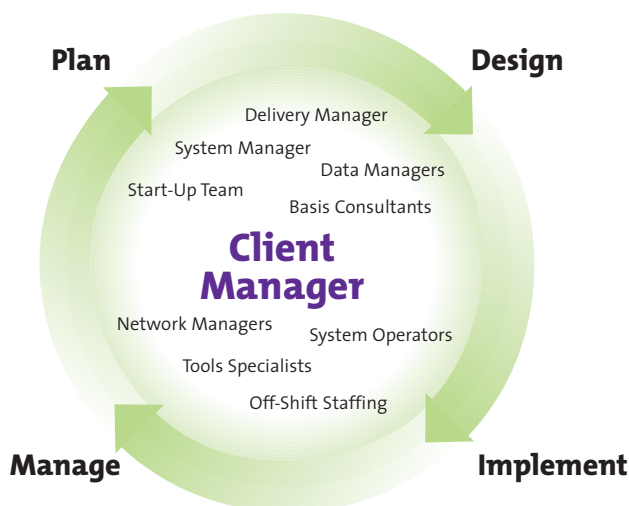 Plan
Design
Delivery Manager
System Manager
Data Managers
Start-Up Team
Basis Consultants
Client
Manager
Network Managers
System Operators
Tools Specialists
Off-Shift Staffing
Manage
Implement